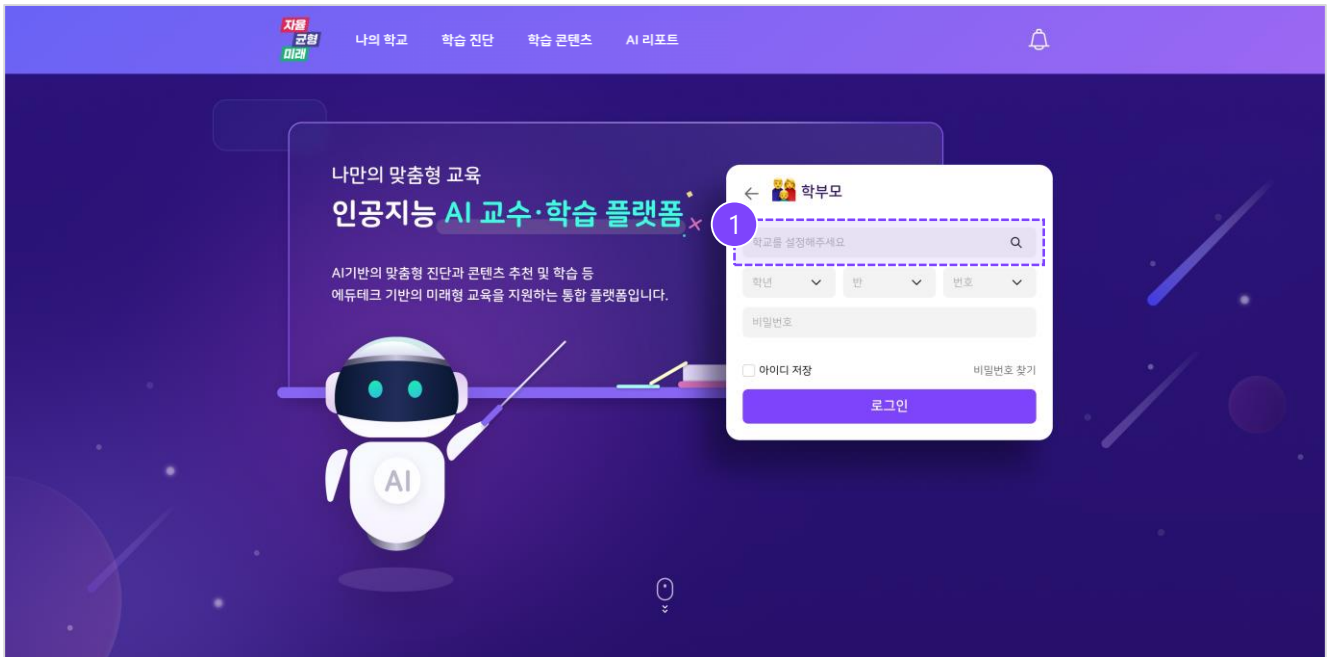 자율
균형
미래
나의 학교 학습 진단 학습 콘텐츠 AI 리포트
나만의 맞춤형 교육
인공지능 AI 교수·학습 플랫폼
AI기반의 맞춤형 진단과 콘텐츠 추천 및 학습 등
에듀테크 기반의 미래형 교육을 지원하는 통합 플랫폼입니다.
AI
학부모
1
학교를 설정해주세요
학년 반 번호
비밀번호
아이디 저장 비밀번호 찾기
로그인